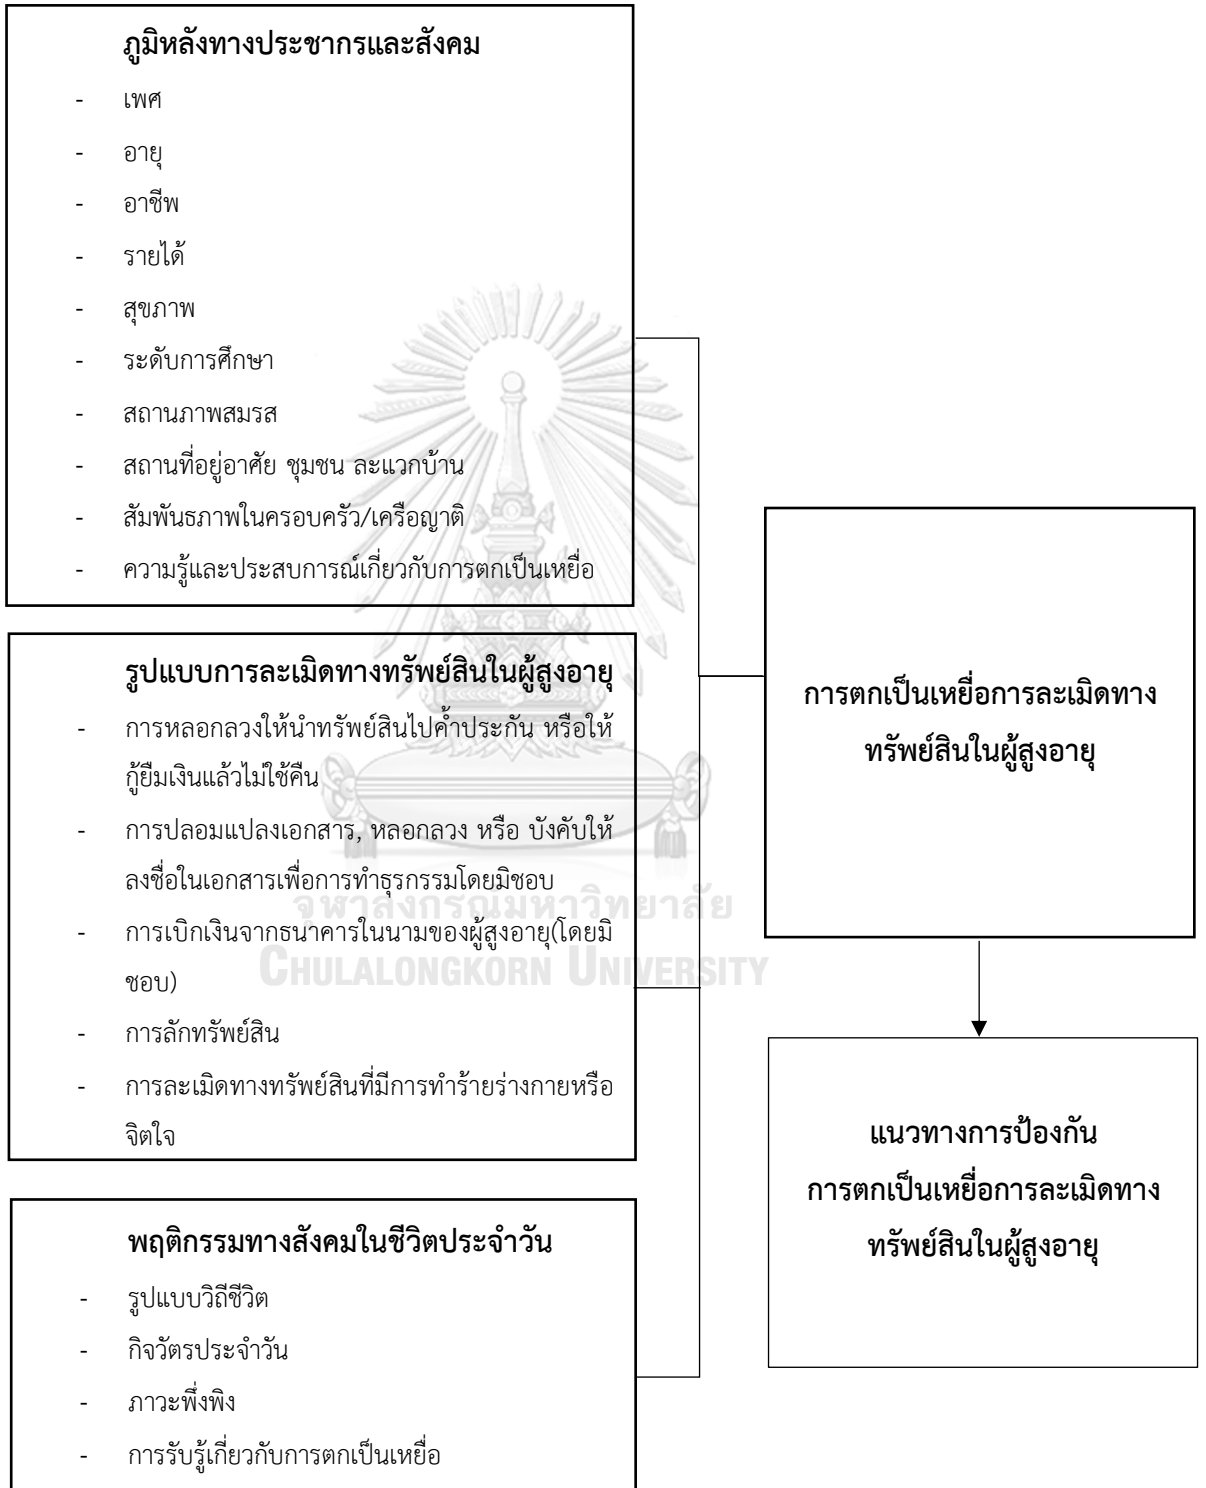 ภูมิหลังทางประชากรและสังคม
- เพศ
- อายุ
- อาชีพ
- รายได้
- สุขภาพ
- ระดับการศึกษา
- สถานภาพสมรส
- สถานที่อยู่อาศัย ชุมชน ละแวกบ้าน
- สัมพันธภาพในครอบครัว/เครือญาติ
- ความรู้และประสบการณ์เกี่ยวกับการตกเป็นเหยื่อ
รูปแบบการละเมิดทางทรัพย์สินในผู้สูงอายุ
- การหลอกลวงให้นำทรัพย์สินไปค้ำประกัน หรือให้
กู้ยืมเงินแล้วไม่ใช้คืน
- การปลอมแปลงเอกสาร, หลอกลวง หรือ บังคับให้
ลงชื่อในเอกสารเพื่อการทำธุรกรรมโดยมิชอบ
- การเบิกเงินจากธนาคารในนามของผู้สูงอายุ(โดยมิ
ชอบ)
- การลักทรัพย์สิน
- การละเมิดทางทรัพย์สินที่มีการทำร้ายร่างกายหรือ
จิตใจ
พฤติกรรมทางสังคมในชีวิตประจำวัน
- รูปแบบวิถีชีวิต
- กิจวัตรประจำวัน
- ภาวะพึ่งพิง
- การรับรู้เกี่ยวกับการตกเป็นเหยื่อ
การตกเป็นเหยื่อการละเมิดทาง
ทรัพย์สินในผู้สูงอายุ
แนวทางการป้องกัน
การตกเป็นเหยื่อการละเมิดทาง
ทรัพย์สินในผู้สูงอายุ
จุฬาลงกรณ์มหาวิทยาลัย
CHULALONGKORN UNIVERSITY